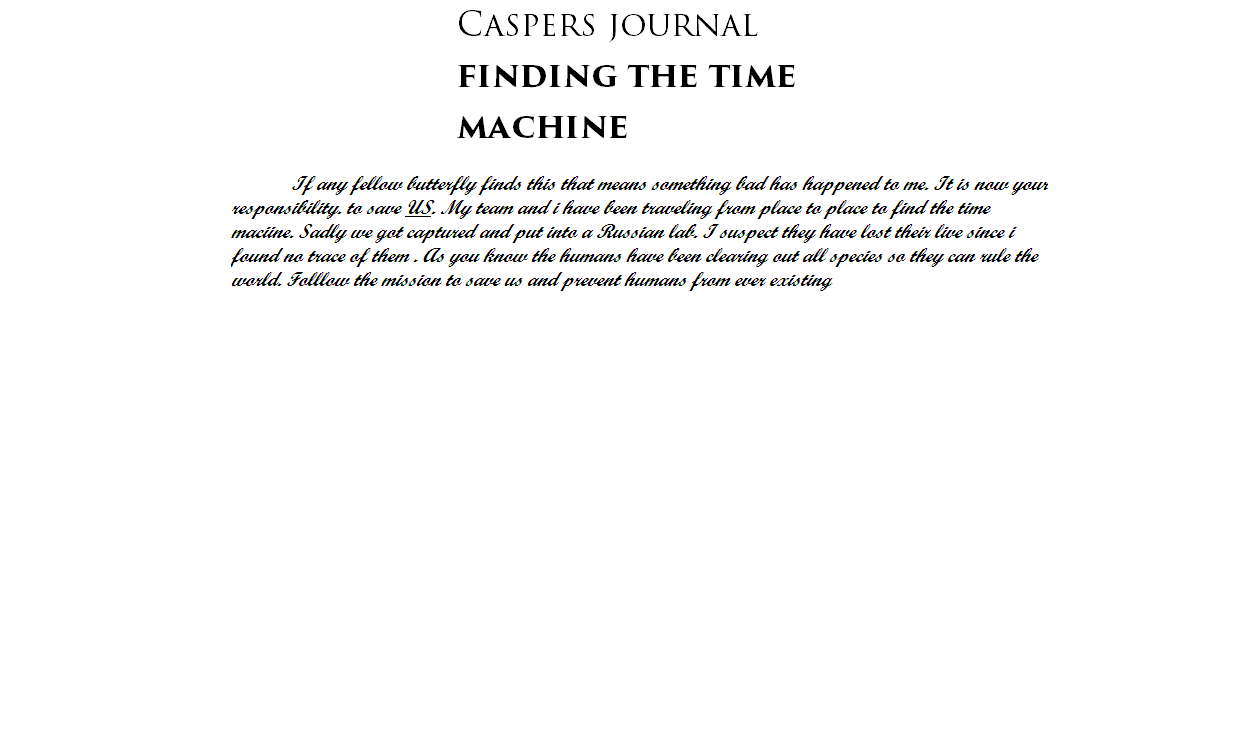 Caspers journal
finding the time
machine
If any fellow butterfly finds this that means something bad has happened to me. It is now your
responsibility. to save US. My team and i have been traveling from place to place to find the time
maciine. Sadly we got captured and put into a Russian lab. I suspect they have lost their live since i
found no trace of them . As you know the humans have been clearing out all species so they can rule the
world. Folllow the mission to save us and prevent humans from ever existing